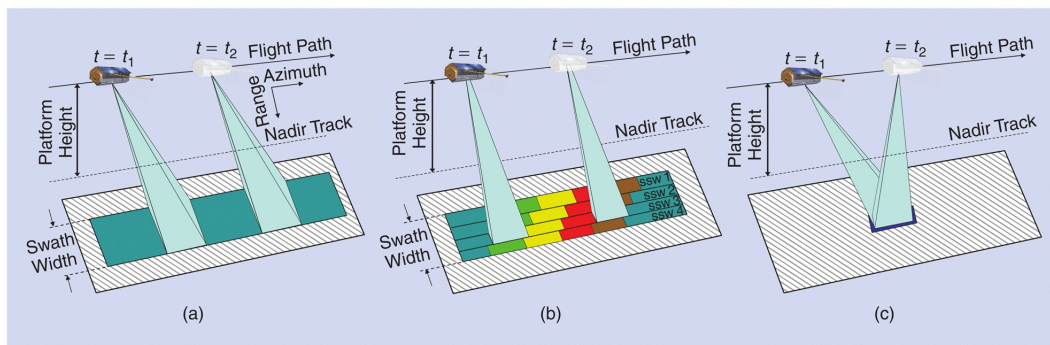 t = t1
t = t2
Flight Path
Azimuth
Range
Platform
Height
Nadir Track
Swath
Width
(a)
t = t1
t = t2
Flight Path
Platform
Height
Nadir Track
ssw 1
ssw 2
ssw 3
ssw 4
Swath
Width
(b)
t = t1
t = t2
Flight Path
Platform
Height
Nadir Track
(c)